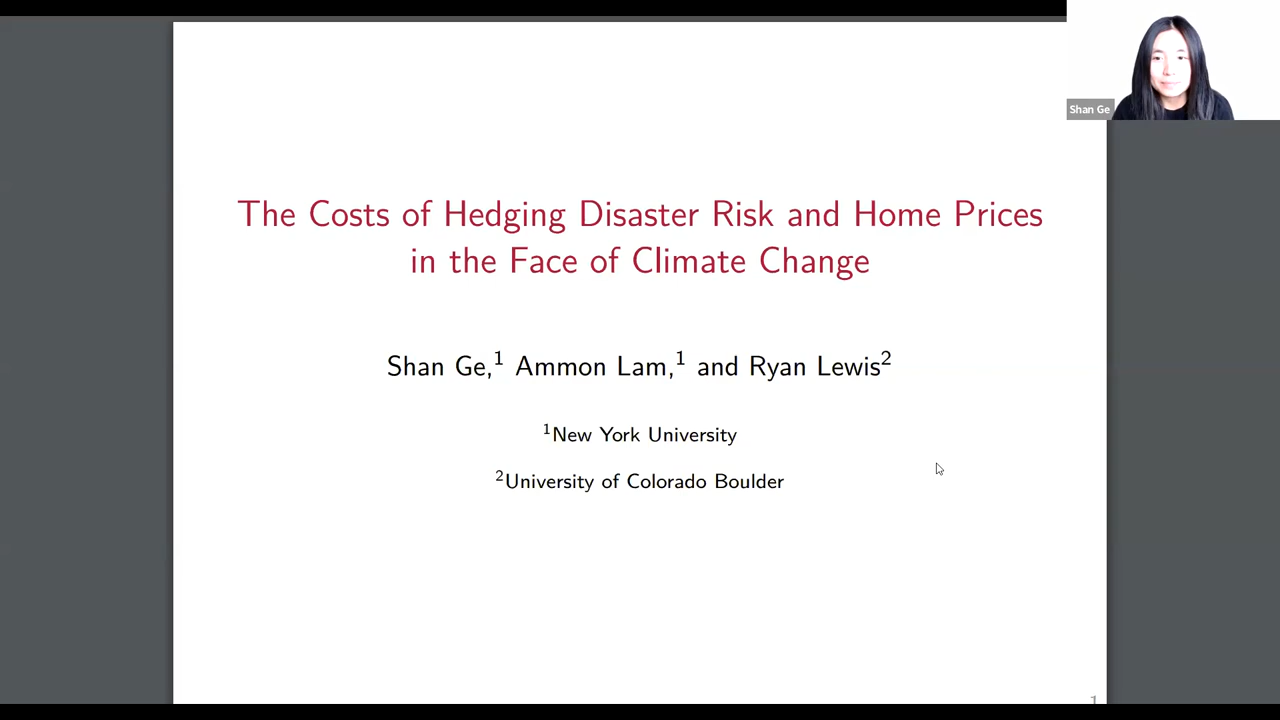 Shan Ge
The Costs of Hedging Disaster Risk and Home Prices
in the Face of Climate Change
Shan Ge,¹ Ammon Lam,¹ and Ryan Lewis²
¹New York University
²University of Colorado Boulder
1